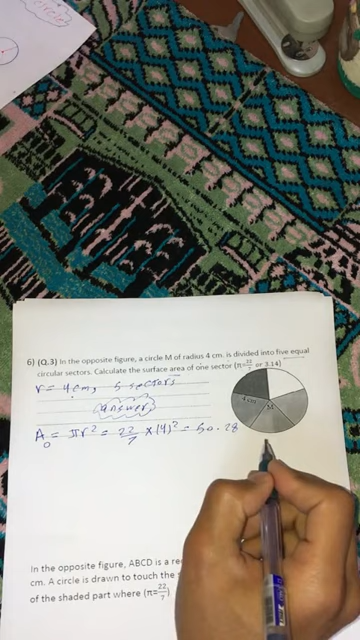 6) (Q.3) In the opposite figure, a circle M of radius 4 cm. is divided into five equal
circular sectors. Calculate the surface area of one sector (π=22/7 or 3.14)
r = 4cm, 5 sectors
answer
4 cm
M
A = πr² = 22/7 × (4)² = 50.28
In the opposite figure, ABCD is a
cm. A circle is drawn to touch the
of the shaded part where (π=22/7)